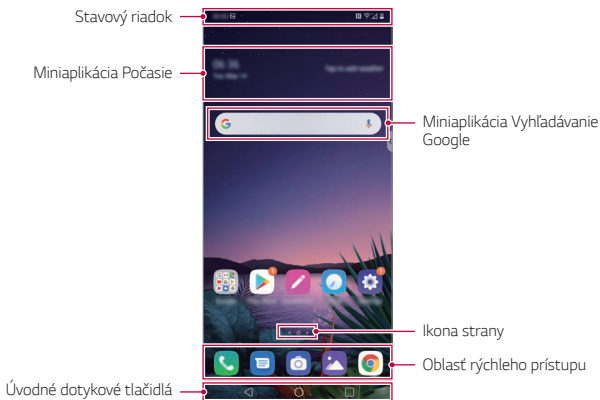 Stavový riadok
Miniaplikácia Počasie
Miniaplikácia Vyhľadávanie
Google
Ikona strany
Oblasť rýchleho prístupu
Úvodné dotykové tlačidlá